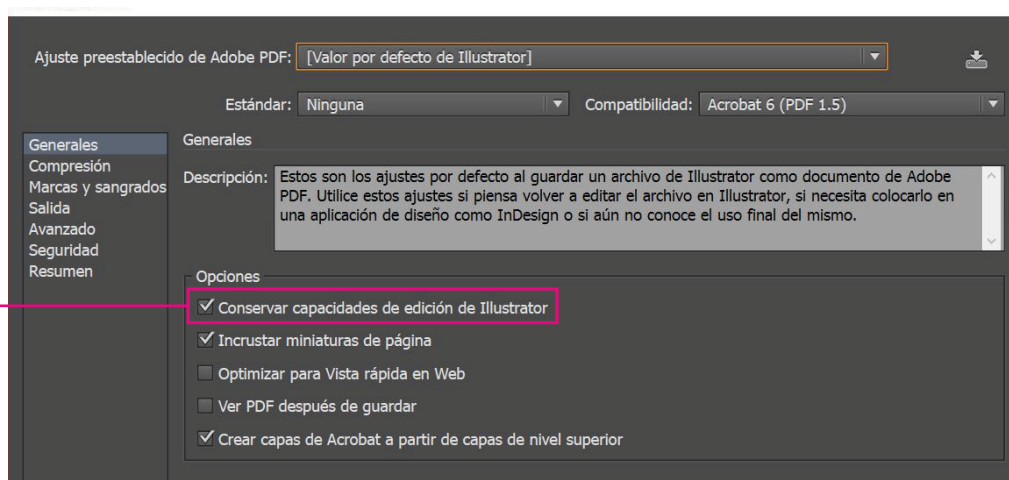 Ajuste preestablecido de Adobe PDF: [Valor por defecto de Illustrator]
Estándar: Ninguna Compatibilidad: Acrobat 6 (PDF 1.5)
Generales
Compresión
Marcas y sangrados
Salida
Avanzado
Seguridad
Resumen
Generales
Descripción: Estos son los ajustes por defecto al guardar un archivo de Illustrator como documento de Adobe
PDF. Utilice estos ajustes si piensa volver a editar el archivo en Illustrator, si necesita colocarlo en
una aplicación de diseño como InDesign o si aún no conoce el uso final del mismo.
Opciones
Conservar capacidades de edición de Illustrator
Incrustar miniaturas de página
Optimizar para Vista rápida en Web
Ver PDF después de guardar
Crear capas de Acrobat a partir de capas de nivel superior